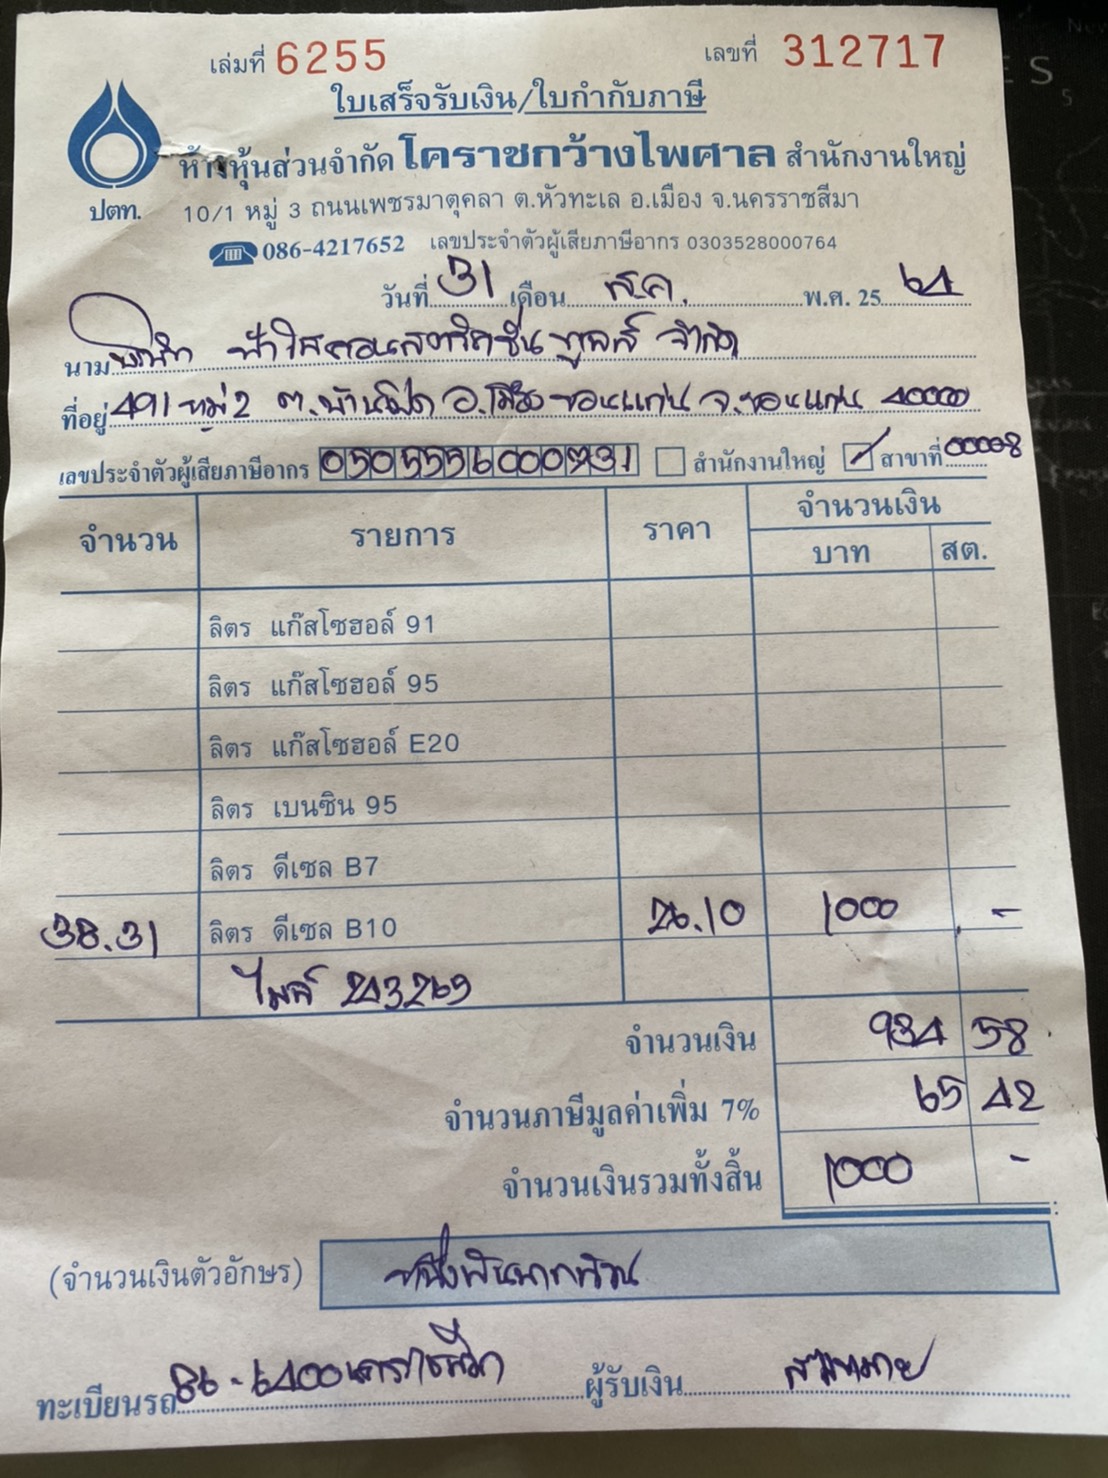 เล่มที่ 6255 เลขที่ 312717
ใบเสร็จรับเงิน/ใบกำกับภาษี
ห้างหุ้นส่วนจำกัด โคราชกว้างไพศาล สำนักงานใหญ่
ปตท. 10/1 หมู่ 3 ถนนเพชรมาตุคลา ต.หัวทะเล อ.เมือง จ.นครราชสีมา
086-4217652 เลขประจำตัวผู้เสียภาษีอากร 0303528000764
วันที่ 31 เดือน ส.ค. พ.ศ. 25 64
นาม บริษัท ฟ้าใสคอนสตรัคชั่น ทูลส์ จำกัด
ที่อยู่ 491 หมู่ 2 ต.บ้านเป็ด อ.เมือง ขอนแก่น จ.ขอนแก่น 40000
เลขประจำตัวผู้เสียภาษีอากร 0505556000731 สำนักงานใหญ่ สาขาที่ 00008
จำนวน รายการ ราคา จำนวนเงิน
บาท สต.
ลิตร แก๊สโซฮอล์ 91
ลิตร แก๊สโซฮอล์ 95
ลิตร แก๊สโซฮอล์ E20
ลิตร เบนซิน 95
ลิตร ดีเซล B7
38.31 ลิตร ดีเซล B10 26.10 1000 -
ไมล์ 243269
จำนวนเงิน 934 58
จำนวนภาษีมูลค่าเพิ่ม 7% 65 42
จำนวนเงินรวมทั้งสิ้น 1000 -
(จำนวนเงินตัวอักษร) หนึ่งพันบาทถ้วน
ทะเบียนรถ 86-6400 นครราชสีมา ผู้รับเงิน